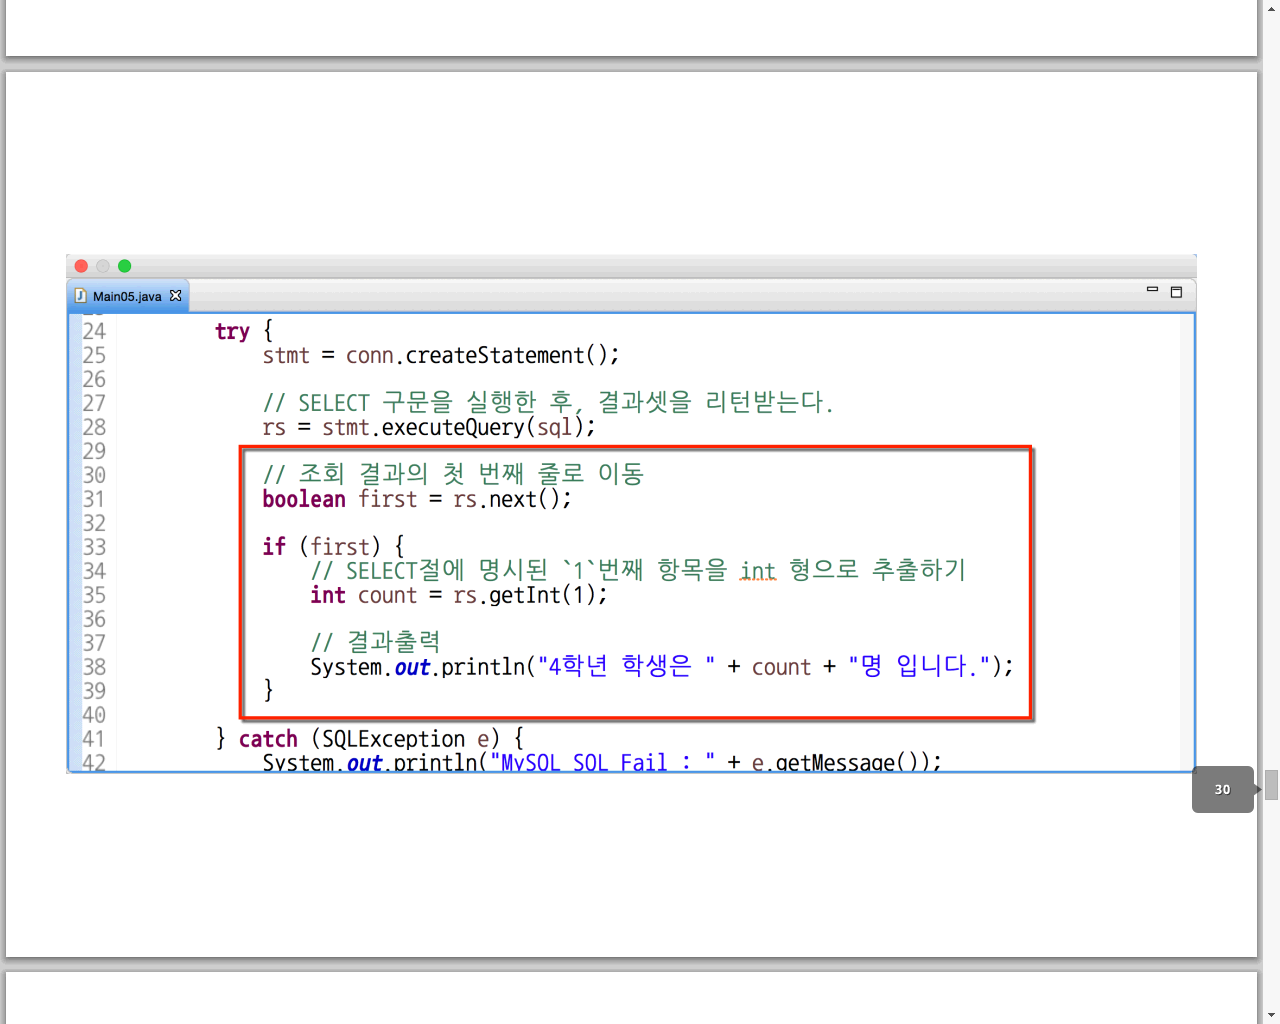 Main05.java
24 try {
25 stmt = conn.createStatement();
26
27 // SELECT 구문을 실행한 후, 결과셋을 리턴받는다.
28 rs = stmt.executeQuery(sql);
29
30 // 조회 결과의 첫 번째 줄로 이동
31 boolean first = rs.next();
32
33 if (first) {
34 // SELECT절에 명시된 `1`번째 항목을 int 형으로 추출하기
35 int count = rs.getInt(1);
36
37 // 결과출력
38 System.out.println("4학년 학생은 " + count + "명 입니다.");
39 }
40
41 } catch (SQLException e) {
42 System.out.println("MySQL SQL Fail : " + e.getMessage());
30